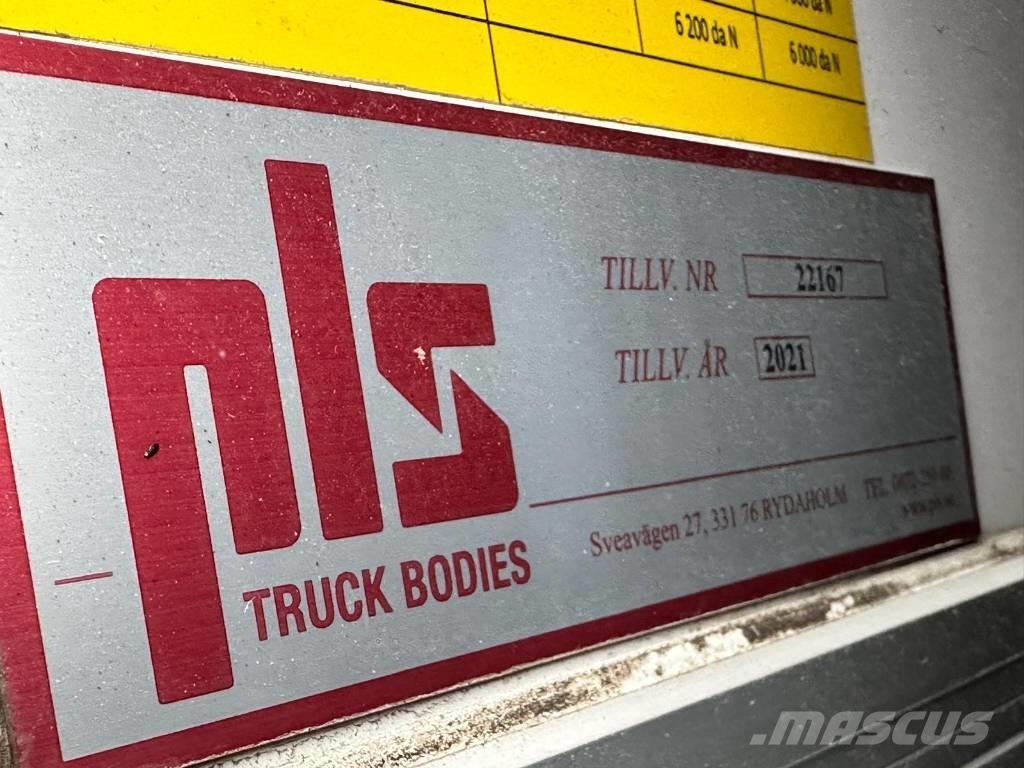 6 200 da N
6 000 da N
pls
TRUCK BODIES
TILLV. NR 22167
TILLV. ÅR 2021
Sveavägen 27, 331 76 RYDAHOLM TEL.
.mascus